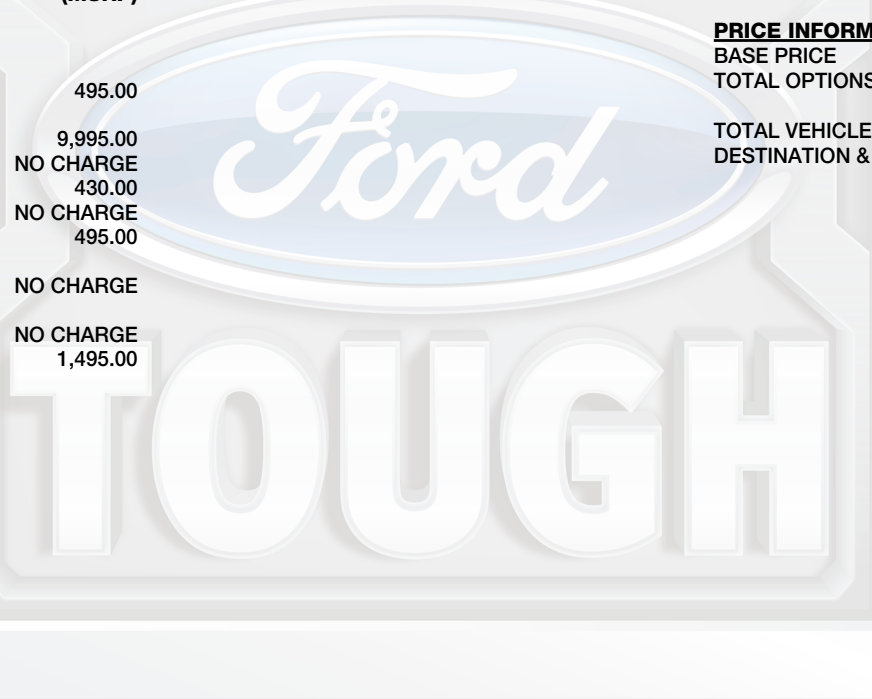 495.00
9,995.00
NO CHARGE
430.00
NO CHARGE
495.00
NO CHARGE
NO CHARGE
1,495.00
PRICE INFORM
BASE PRICE
TOTAL OPTIONS
TOTAL VEHICLE
DESTINATION &
Ford
TOUGH